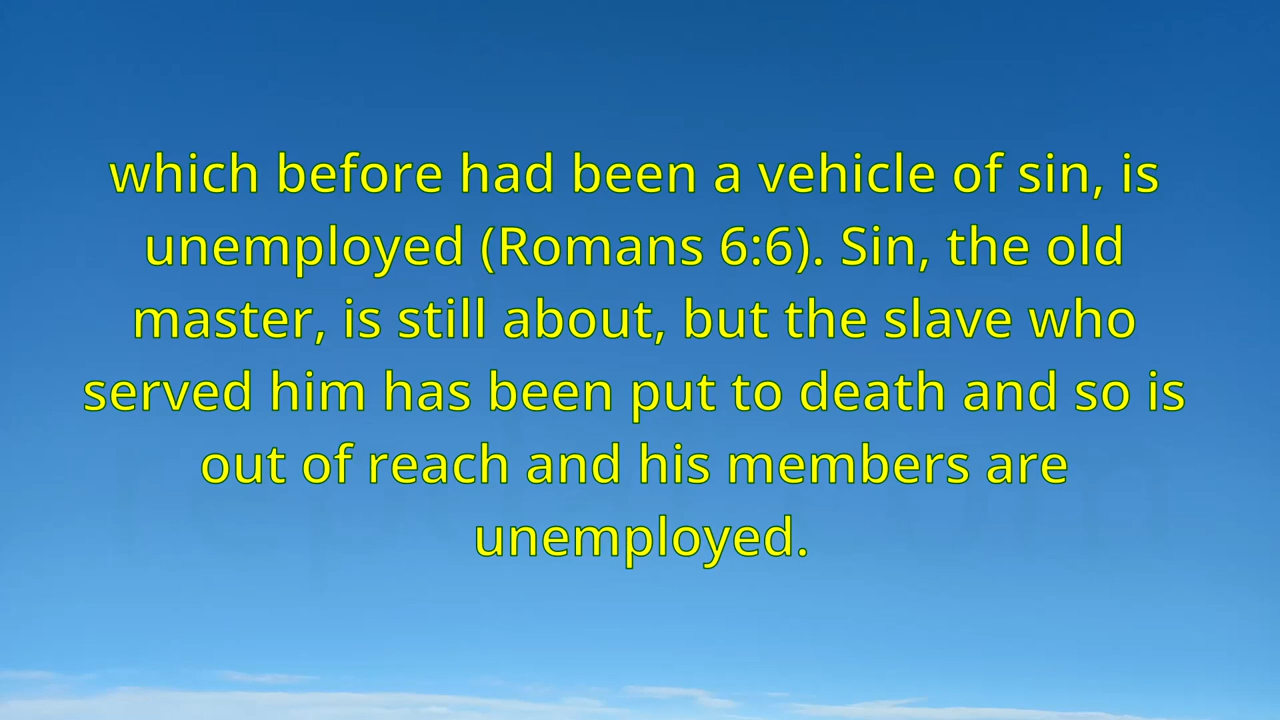 which before had been a vehicle of sin, is
unemployed (Romans 6:6). Sin, the old
master, is still about, but the slave who
served him has been put to death and so is
out of reach and his members are
unemployed.